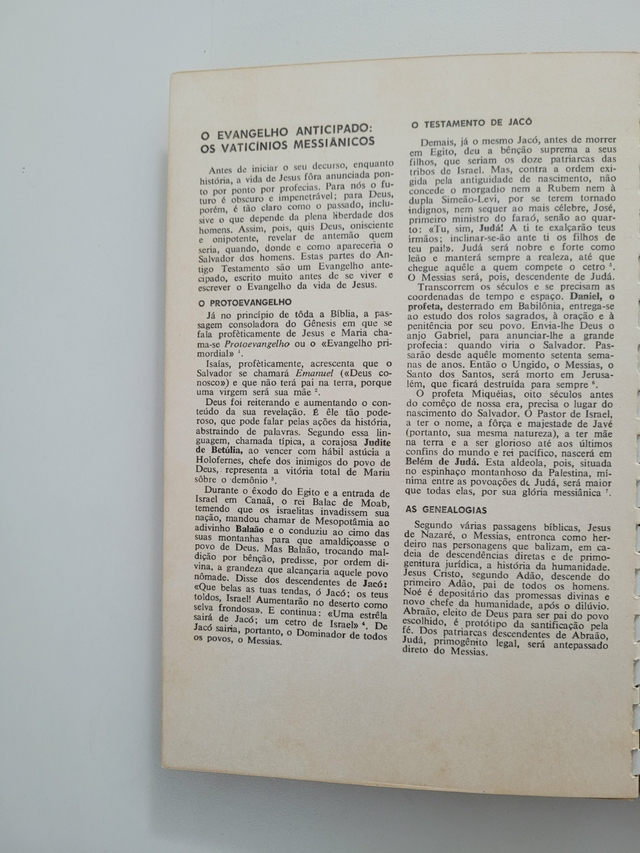 O EVANGELHO ANTICIPADO:
OS VATICÍNIOS MESSIÂNICOS
Antes de iniciar o seu decurso, enquanto
história, a vida de Jesus fôra anunciada pon-
to por ponto por profecias. Para nós o fu-
turo é obscuro e impenetrável; para Deus,
porém, é tão claro como o passado, inclu-
sive o que depende da plena liberdade dos
homens. Assim, pois, quis Deus, onisciente
e onipotente, revelar de antemão quem
seria, quando, donde e como apareceria o
Salvador dos homens. Estas partes do An-
tigo Testamento são um Evangelho ante-
cipado, escrito muito antes de se viver e
escrever o Evangelho da vida de Jesus.
O PROTOEVANGELHO
Já no princípio de tôda a Bíblia, a pas-
sagem consoladora do Gênesis em que se
fala profèticamente de Jesus e Maria cha-
ma-se Protoevangelho ou o «Evangelho pri-
mordial» ¹.
Isaías, profèticamente, acrescenta que o
Salvador se chamará Emanuel («Deus co-
nosco») e que não terá pai na terra, porque
uma virgem será sua mãe ².
Deus foi reiterando e aumentando o con-
teúdo da sua revelação. É êle tão pode-
roso, que pode falar pelas ações da história,
abstraindo de palavras. Segundo essa lin-
guagem, chamada típica, a corajosa Judite
de Betúlia, ao vencer com hábil astúcia a
Holofernes, chefe dos inimigos do povo de
Deus, representa a vitória total de Maria
sôbre o demônio ³.
Durante o êxodo do Egito e a entrada de
Israel em Canaã, o rei Balac de Moab,
temendo que os israelitas invadissem sua
nação, mandou chamar de Mesopotâmia ao
adivinho Balaão e o conduziu ao cimo das
suas montanhas para que amaldiçoasse o
povo de Deus. Mas Balaão, trocando mal-
dição por bênção, predisse, por ordem di-
vina, a grandeza que alcançaria aquele povo
nômade. Disse dos descendentes de Jacó:
«Que belas as tuas tendas, ó Jacó; os teus
toldos, Israel! Aumentarão no deserto como
selva frondosa». E continua: «Uma estrêla
sairá de Jacó; um cetro de Israel» ⁴. De
Jacó sairia, portanto, o Dominador de todos
os povos, o Messias.
O TESTAMENTO DE JACÓ
Demais, já o mesmo Jacó, antes de morrer
em Egito, deu a bênção suprema a seus
filhos, que seriam os doze patriarcas das
tribos de Israel. Mas, contra a ordem exi-
gida pela antiguidade de nascimento, não
concede o morgadio nem a Rubem nem à
dupla Simeão-Levi, por se terem tornado
indignos, nem sequer ao mais célebre, José,
primeiro ministro do faraó, senão ao quar-
to: «Tu, sim, Judá! A ti te exalçarão teus
irmãos; inclinar-se-ão ante ti os filhos de
teu pai!». Judá será nobre e forte como
leão e manterá sempre a realeza, até que
chegue aquêle a quem compete o cetro ⁵.
O Messias será, pois, descendente de Judá.
Transcorrem os séculos e se precisam as
coordenadas de tempo e espaço. Daniel, o
profeta, desterrado em Babilônia, entrega-se
ao estudo dos rolos sagrados, à oração e à
penitência por seu povo. Envia-lhe Deus o
anjo Gabriel, para anunciar-lhe a grande
profecia: quando viria o Salvador. Pas-
sarão desde aquêle momento setenta sema-
nas de anos. Então o Ungido, o Messias, o
Santo dos Santos, será morto em Jerusa-
lém, que ficará destruída para sempre ⁶.
O profeta Miquéias, oito séculos antes
do comêço de nossa era, precisa o lugar do
nascimento do Salvador. O Pastor de Israel,
a ter o nome, a fôrça e majestade de Javé
(portanto, sua mesma natureza), a ter mãe
na terra e a ser glorioso até aos últimos
confins do mundo e rei pacífico, nascerá em
Belém de Judá. Esta aldeola, pois, situada
no espinhaço montanhoso da Palestina, mí-
nima entre as povoações de Judá, será maior
que todas elas, por sua glória messiânica ⁷.
AS GENEALOGIAS
Segundo várias passagens bíblicas, Jesus
de Nazaré, o Messias, entronca como her-
deiro nas personagens que balizam, em ca-
deia de descendências diretas e de primo-
genitura jurídica, a história da humanidade.
Jesus Cristo, segundo Adão, descende do
primeiro Adão, pai de todos os homens.
Noé é depositário das promessas divinas e
novo chefe da humanidade, após o dilúvio.
Abraão, eleito de Deus para ser pai do povo
escolhido, é protótipo da santificação pela
fé. Dos patriarcas descendentes de Abraão,
Judá, primogênito legal, será antepassado
direto do Messias.